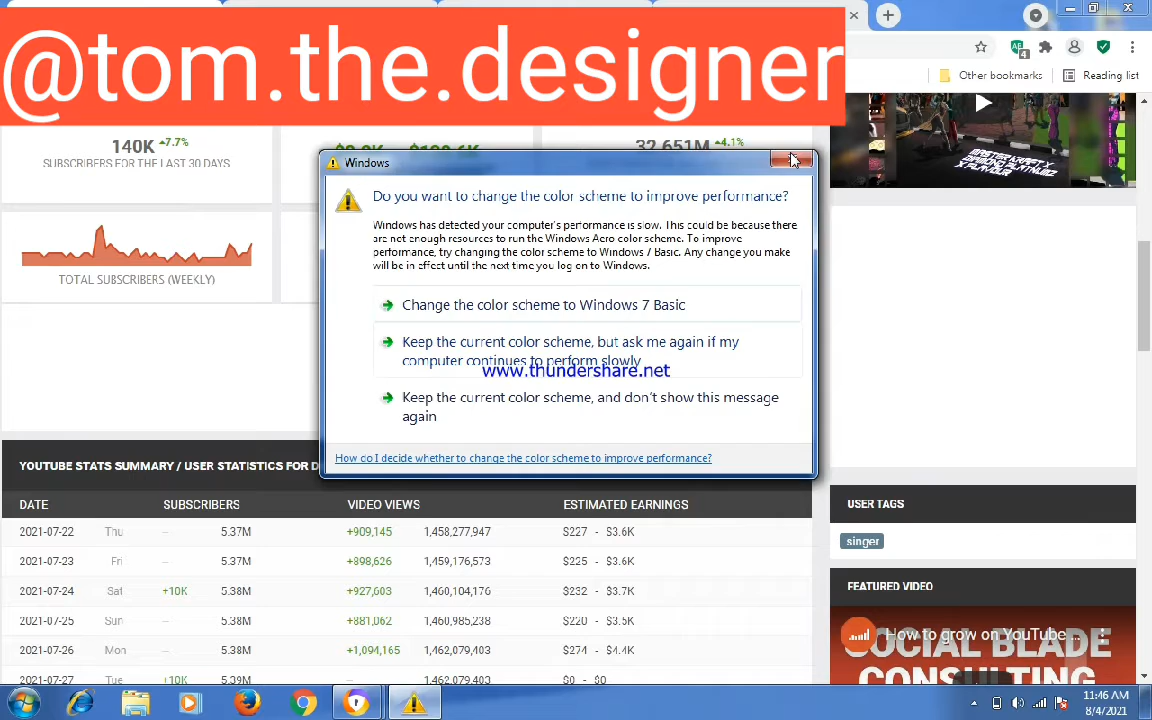 @tom.the.designer
Other bookmarks
Reading list
140K
7.7%
32.651M
4.1%
SUBSCRIBERS FOR THE LAST 30 DAYS
MASTERKRAFT X
PHYNO X
FLAVOUR
Windows
Do you want to change the color scheme to improve performance?
Windows has detected your computer's performance is slow. This could be because there
are not enough resources to run the Windows Aero color scheme. To improve
performance, try changing the color scheme to Windows 7 Basic. Any change you make
will be in effect until the next time you log on to Windows.
Change the color scheme to Windows 7 Basic
Keep the current color scheme, but ask me again if my
computer continues to perform slowly
www.thundershare.net
Keep the current color scheme, and don't show this message
again
How do I decide whether to change the color scheme to improve performance?
TOTAL SUBSCRIBERS (WEEKLY)
YOUTUBE STATS SUMMARY / USER STATISTICS FOR D
DATE SUBSCRIBERS VIDEO VIEWS ESTIMATED EARNINGS
2021-07-22 Thu -- 5.37M +909,145 1,458,277,947 $227 - $3.6K
2021-07-23 Fri -- 5.37M +898,626 1,459,176,573 $225 - $3.6K
2021-07-24 Sat +10K 5.38M +927,603 1,460,104,176 $232 - $3.7K
2021-07-25 Sun -- 5.38M +881,062 1,460,985,238 $220 - $3.5K
2021-07-26 Mon -- 5.38M +1,094,165 1,462,079,403 $274 - $4.4K
2021-07-27 Tue +10K 5.39M -- 1,462,079,403 $0 - $0
USER TAGS
singer
FEATURED VIDEO
How to grow on YouTube ...
SOCIAL BLADE
CONSULTING
11:46 AM
8/4/2021